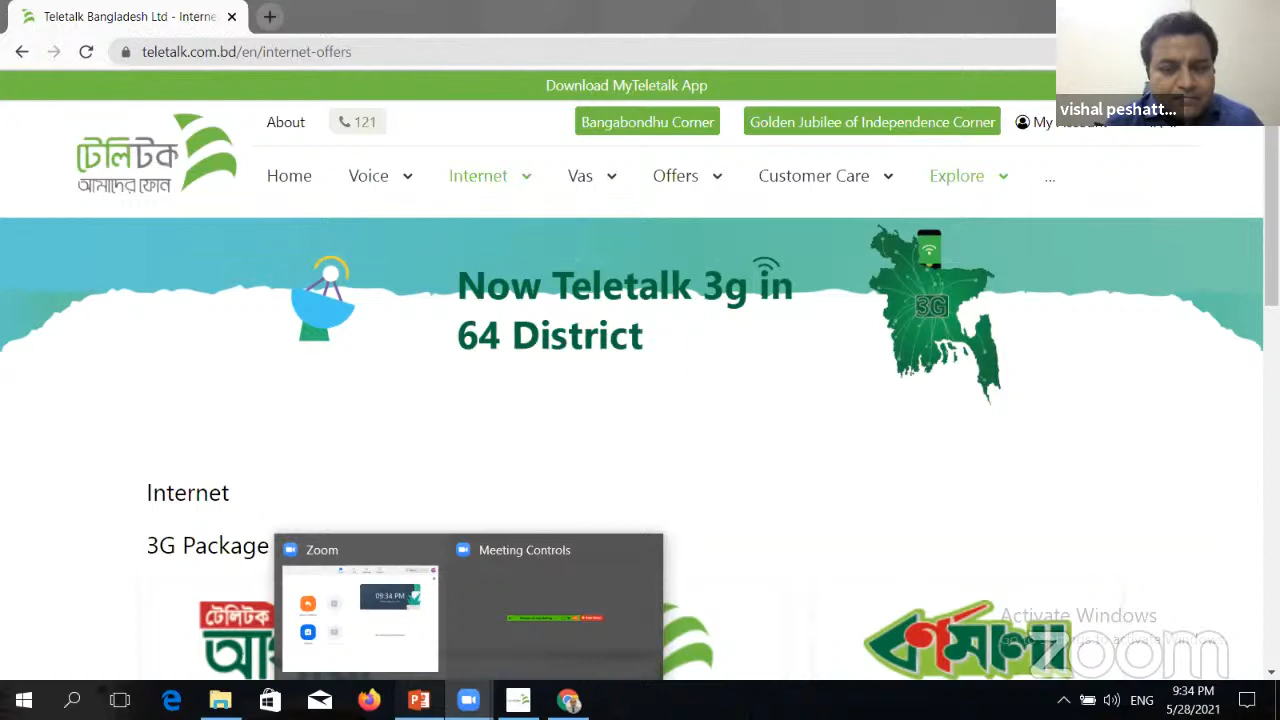 Teletalk Bangladesh Ltd - Interne
teletalk.com.bd/en/internet-offers
Download MyTeletalk App
vishal peshatt...
টেলিটক
আমাদের ফোন
About
121
Bangabondhu Corner
Golden Jubilee of Independence Corner
Home
Voice
Internet
Vas
Offers
Customer Care
Explore
...
Now Teletalk 3g in
64 District
3G
Internet
3G Package
Zoom
Meeting Controls
09:34 PM
টেলিটক
বর্ণমালা
Activate Windows
zoom
ENG
9:34 PM
5/28/2021